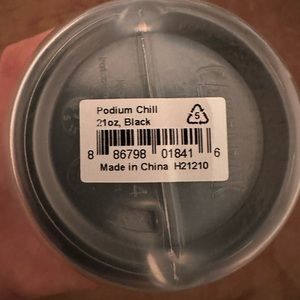 Podium Chill
21oz, Black
5
8 86798 01841 6
Made in China H21210